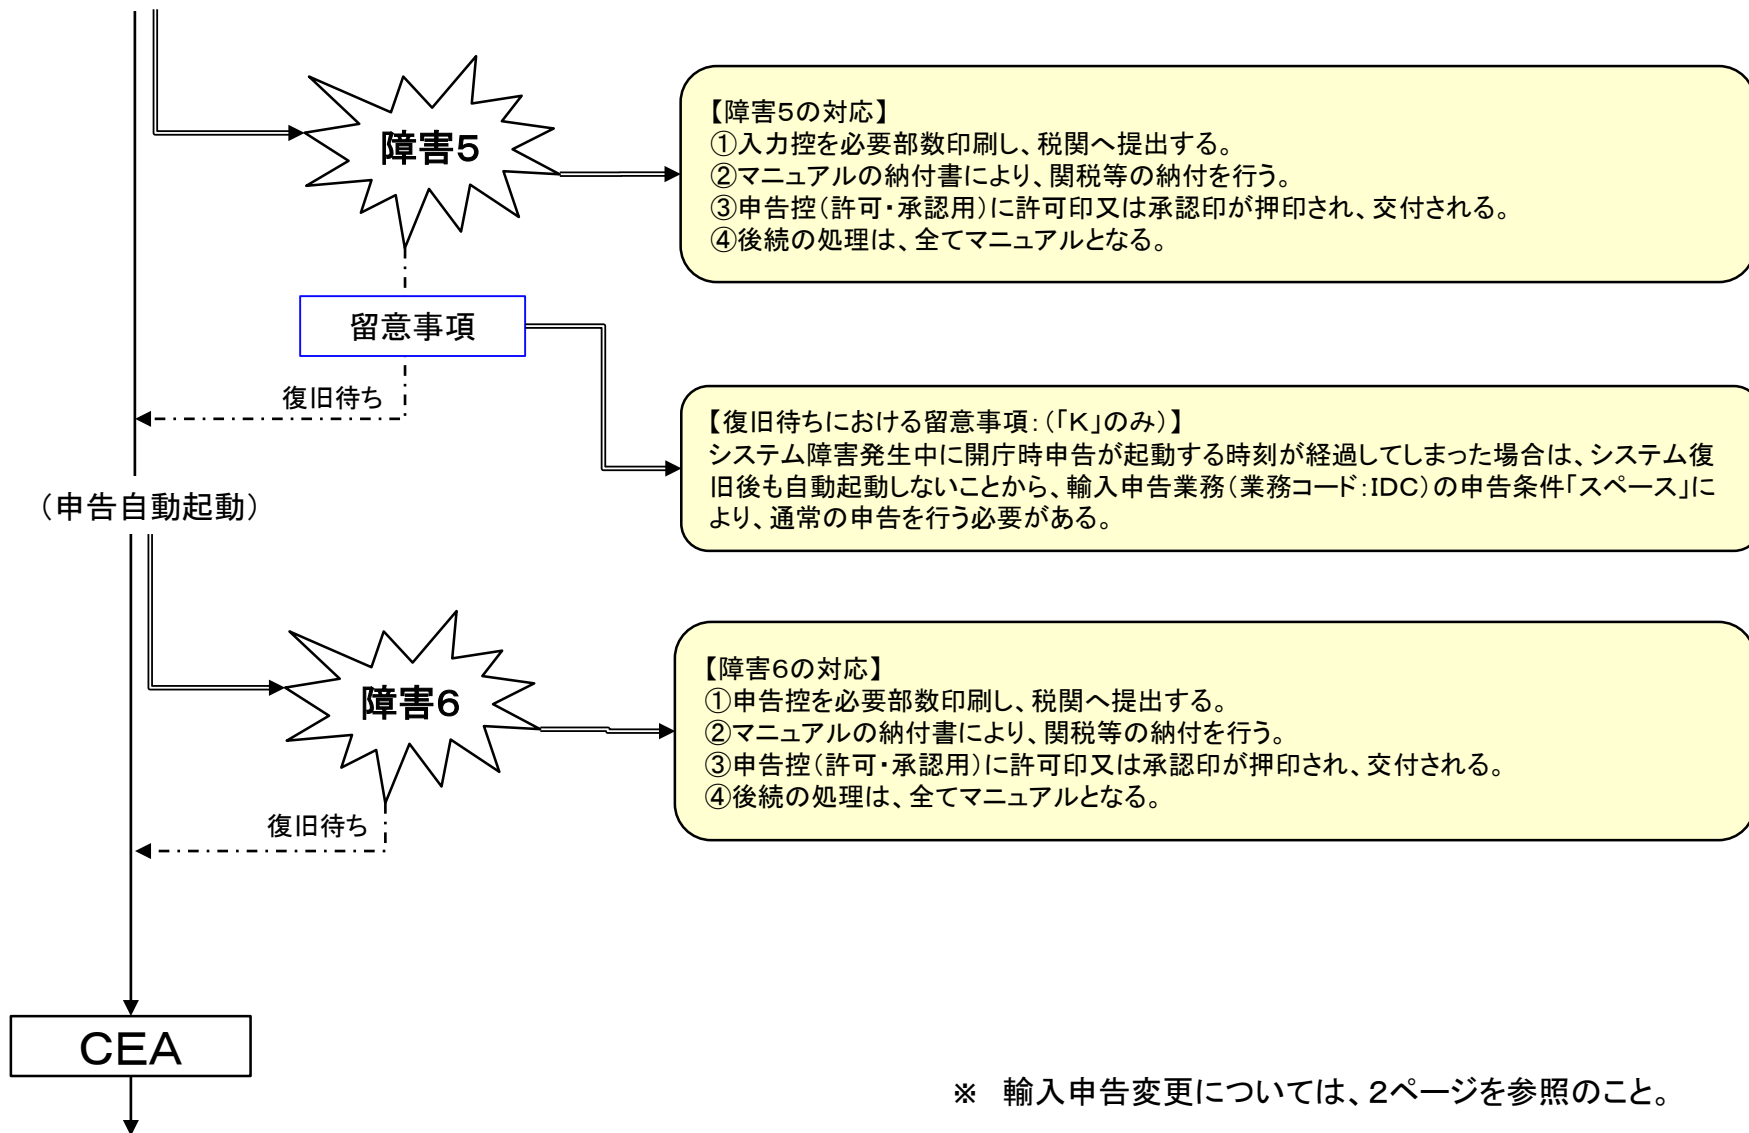 障害5
【障害5の対応】
①入力控を必要部数印刷し、税関へ提出する。
②マニュアルの納付書により、関税等の納付を行う。
③申告控(許可・承認用)に許可印又は承認印が押印され、交付される。
④後続の処理は、全てマニュアルとなる。
留意事項
復旧待ち
【復旧待ちにおける留意事項:(「K」のみ)】
システム障害発生中に開庁時申告が起動する時刻が経過してしまった場合は、システム復
旧後も自動起動しないことから、輸入申告業務(業務コード:IDC)の申告条件「スペース」に
より、通常の申告を行う必要がある。
(申告自動起動)
障害6
【障害6の対応】
①申告控を必要部数印刷し、税関へ提出する。
②マニュアルの納付書により、関税等の納付を行う。
③申告控(許可・承認用)に許可印又は承認印が押印され、交付される。
④後続の処理は、全てマニュアルとなる。
復旧待ち
CEA
※ 輸入申告変更については、2ページを参照のこと。